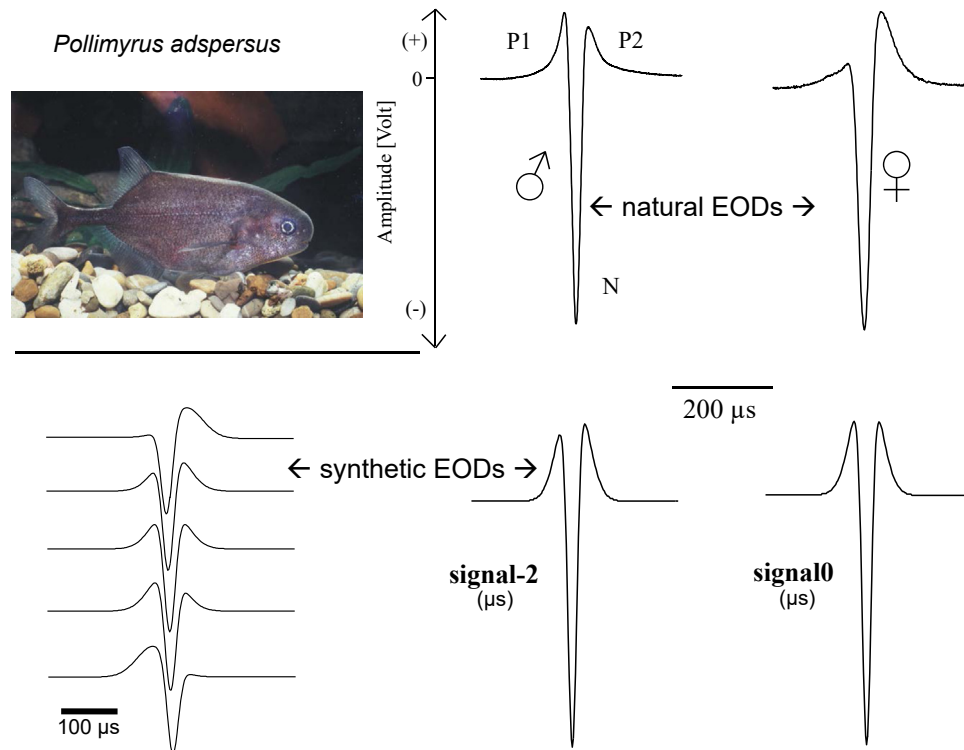 Pollimyrus adspersus
(+)
0
Amplitude [Volt]
(-)
P1
P2
♂
← natural EODs →
♀
N
200 µs
← synthetic EODs →
signal-2
(µs)
signal0
(µs)
100 µs